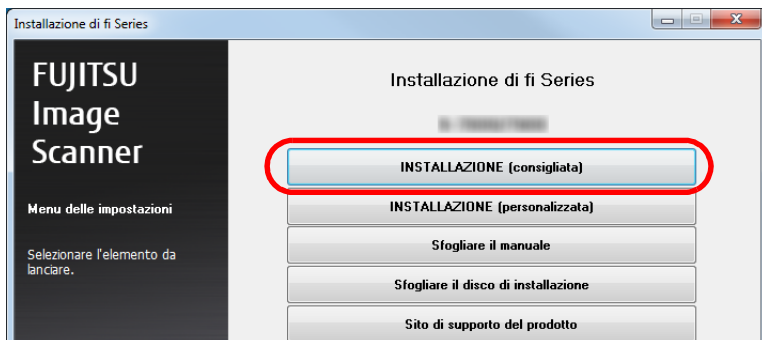 Installazione di fi Series
FUJITSU
Image
Scanner
Menu delle impostazioni
Selezionare l'elemento da
lanciare.
Installazione di fi Series
INSTALLAZIONE (consigliata)
INSTALLAZIONE (personalizzata)
Sfogliare il manuale
Sfogliare il disco di installazione
Sito di supporto del prodotto